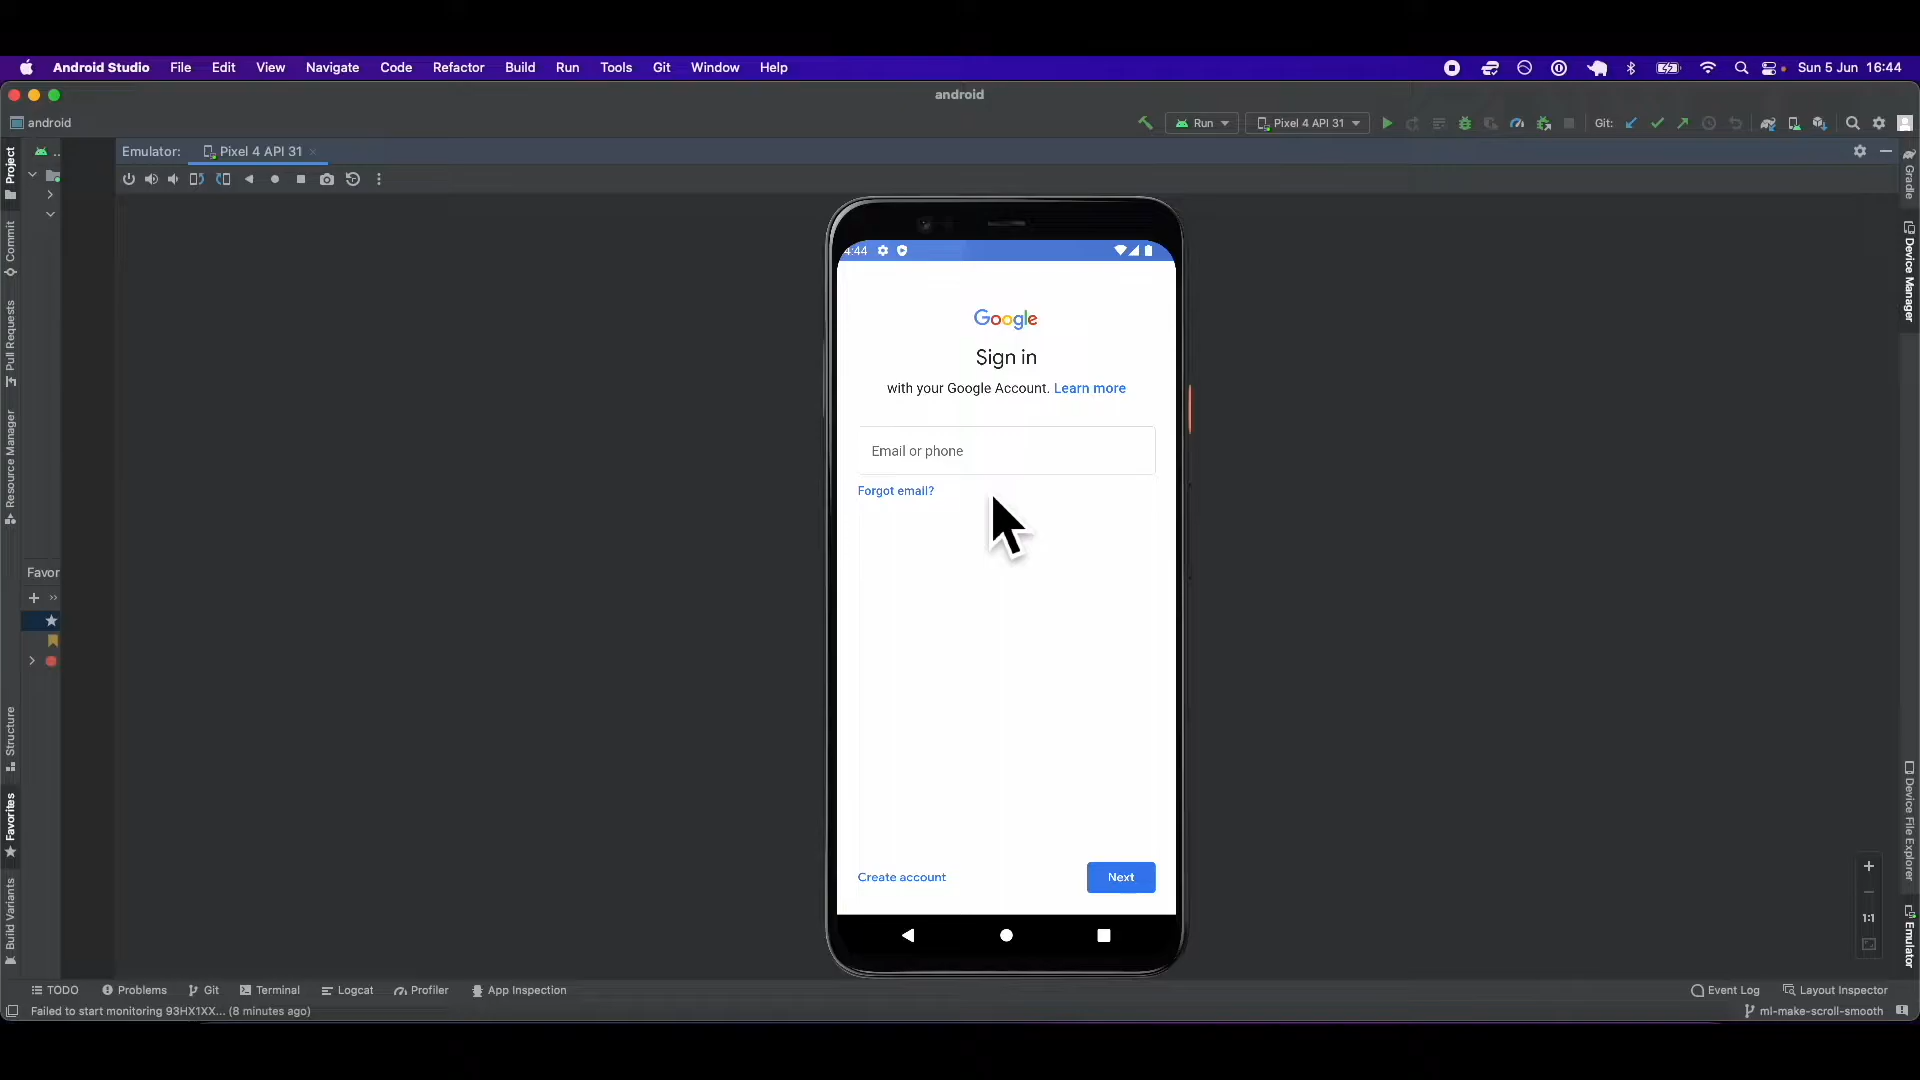 Android Studio File Edit View Navigate Code Refactor Build Run Tools Git Window Help Sun 5 Jun 16:44
android
android Run Pixel 4 API 31 Git:
Emulator: Pixel 4 API 31
Project
Commit
Pull Requests
Resource Manager
Favor
Structure
Favorites
Build Variants
4:44
Google
Sign in
with your Google Account. Learn more
Email or phone
Forgot email?
Create account Next
Gradle
Device Manager
Device File Explorer
Emulator
1:1
TODO Problems Git Terminal Logcat Profiler App Inspection Event Log Layout Inspector
Failed to start monitoring 93HX1XX... (8 minutes ago) ml-make-scroll-smooth